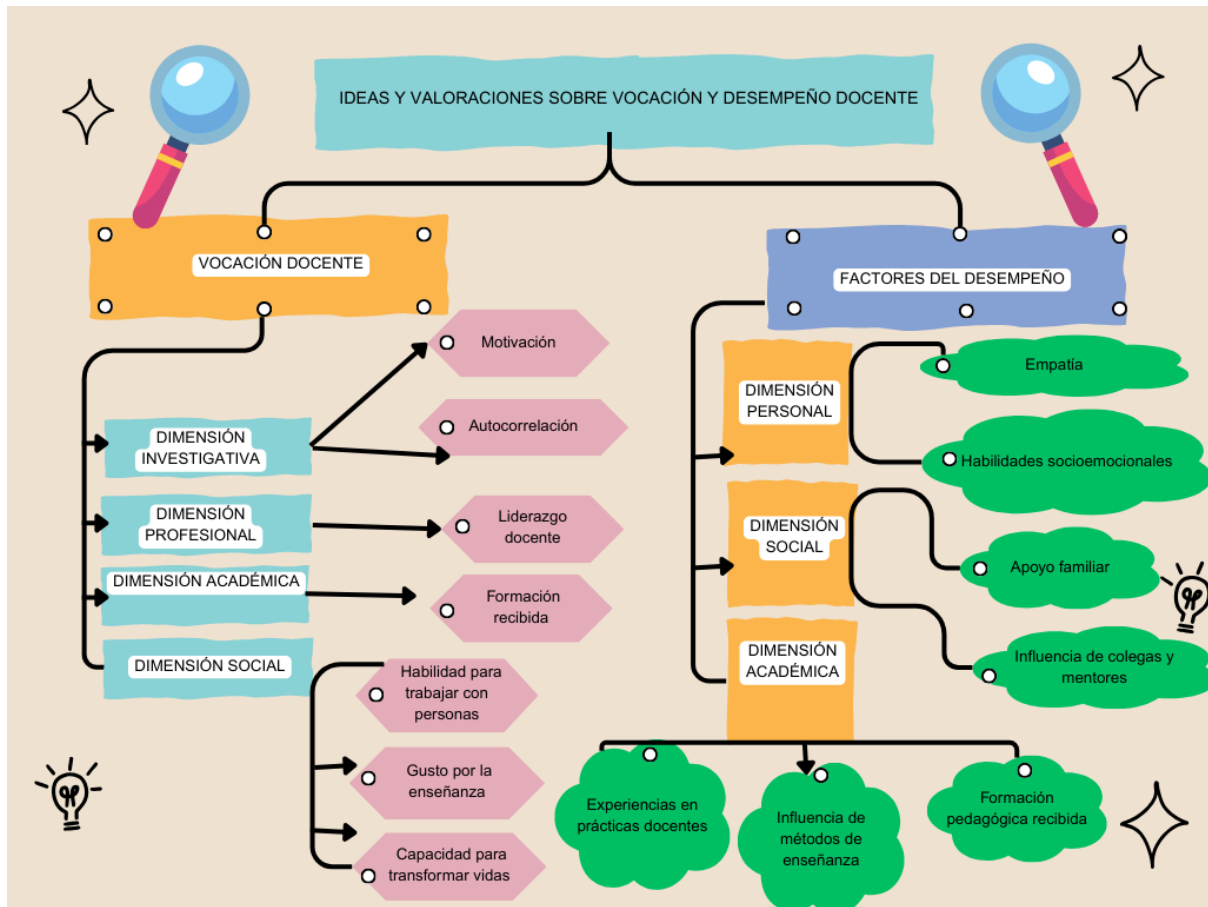 IDEAS Y VALORACIONES SOBRE VOCACIÓN Y DESEMPEÑO DOCENTE
VOCACIÓN DOCENTE
Motivación
Autocorrelación
DIMENSIÓN
INVESTIGATIVA
DIMENSIÓN
PROFESIONAL
Liderazgo
docente
DIMENSIÓN ACADÉMICA
Formación
recibida
DIMENSIÓN SOCIAL
Habilidad para
trabajar con
personas
Gusto por la
enseñanza
Capacidad para
transformar vidas
FACTORES DEL DESEMPEÑO
DIMENSIÓN
PERSONAL
Empatía
Habilidades socioemocionales
DIMENSIÓN
SOCIAL
Apoyo familiar
Influencia de colegas y
mentores
DIMENSIÓN
ACADÉMICA
Experiencias en
prácticas docentes
Influencia de
métodos de
enseñanza
Formación
pedagógica recibida